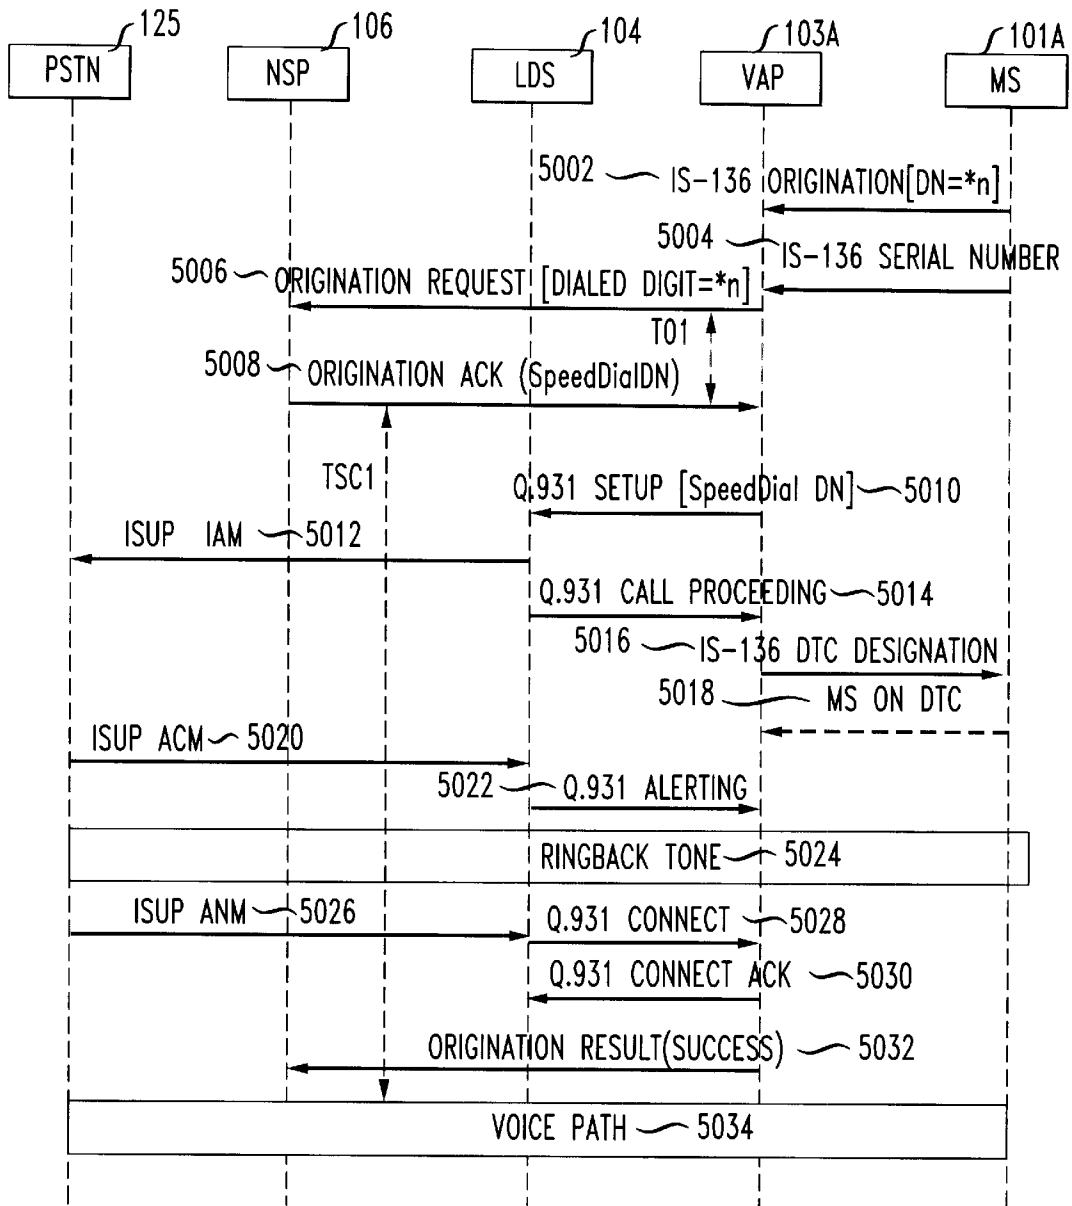 125 106 104 103A 101A
PSTN NSP LDS VAP MS
5002 IS-136 ORIGINATION[DN=*n]
5004 IS-136 SERIAL NUMBER
5006 ORIGINATION REQUEST [DIALED DIGIT=*n]
T01
5008 ORIGINATION ACK (SpeedDialDN)
TSC1
Q.931 SETUP [SpeedDial DN] 5010
ISUP IAM 5012
Q.931 CALL PROCEEDING 5014
5016 IS-136 DTC DESIGNATION
5018 MS ON DTC
ISUP ACM 5020
5022 Q.931 ALERTING
RINGBACK TONE 5024
ISUP ANM 5026
Q.931 CONNECT 5028
Q.931 CONNECT ACK 5030
ORIGINATION RESULT(SUCCESS) 5032
VOICE PATH 5034